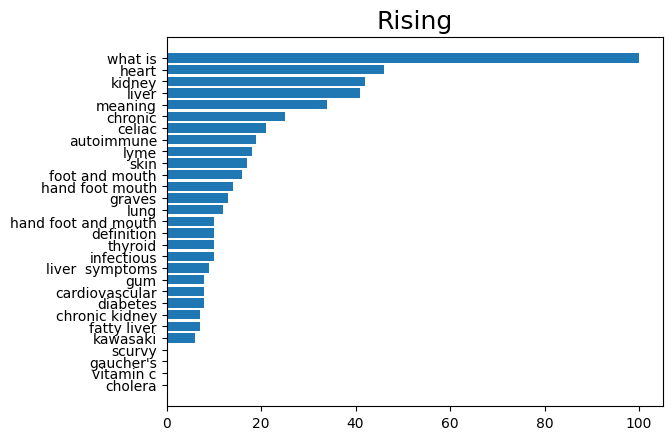 Rising
what is
heart
kidney
liver
meaning
chronic
celiac
autoimmune
lyme
skin
foot and mouth
hand foot mouth
graves
lung
hand foot and mouth
definition
thyroid
infectious
liver  symptoms
gum
cardiovascular
diabetes
chronic kidney
fatty liver
kawasaki
scurvy
gaucher's
vitamin c
cholera
0 20 40 60 80 100